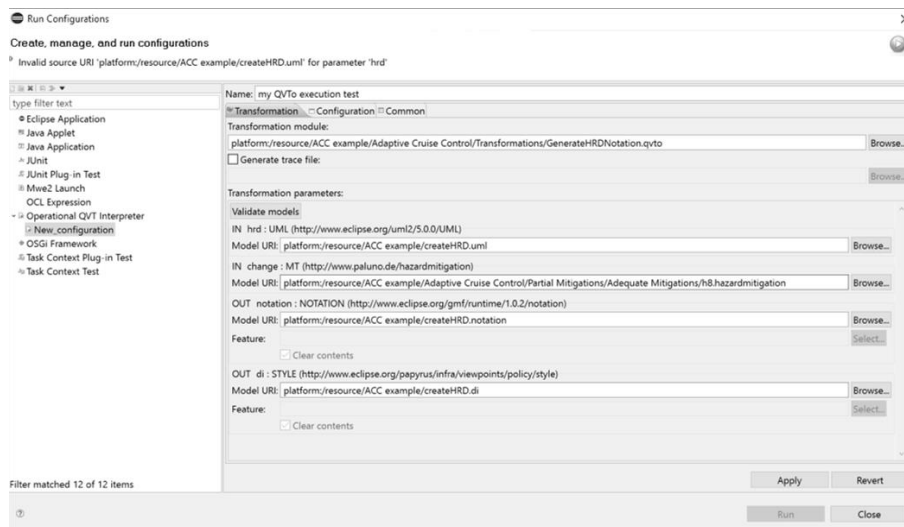 Run Configurations
Create, manage, and run configurations
Invalid source URI 'platform:/resource/ACC example/createHRD.uml' for parameter 'hrd'
type filter text
Eclipse Application
Java Applet
Java Application
JUnit
JUnit Plug-in Test
Mwe2 Launch
OCL Expression
Operational QVT Interpreter
New_configuration
OSGi Framework
Task Context Plug-in Test
Task Context Test
Filter matched 12 of 12 items
Name: my QVTo execution test
Transformation Configuration Common
Transformation module:
platform:/resource/ACC example/Adaptive Cruise Control/Transformations/GenerateHRDNotation.qvto Browse...
Generate trace file:
Browse...
Transformation parameters:
Validate models
IN hrd : UML (http://www.eclipse.org/uml2/5.0.0/UML)
Model URI: platform:/resource/ACC example/createHRD.uml Browse...
IN change : MT (http://www.paluno.de/hazardmitigation)
Model URI: platform:/resource/ACC example/Adaptive Cruise Control/Partial Mitigations/Adequate Mitigations/h8.hazardmitigation Browse...
OUT notation : NOTATION (http://www.eclipse.org/gmf/runtime/1.0.2/notation)
Model URI: platform:/resource/ACC example/createHRD.notation Browse...
Feature: Select...
Clear contents
OUT di : STYLE (http://www.eclipse.org/papyrus/infra/viewpoints/policy/style)
Model URI: platform:/resource/ACC example/createHRD.di Browse...
Feature: Select...
Clear contents
Apply Revert
Run Close